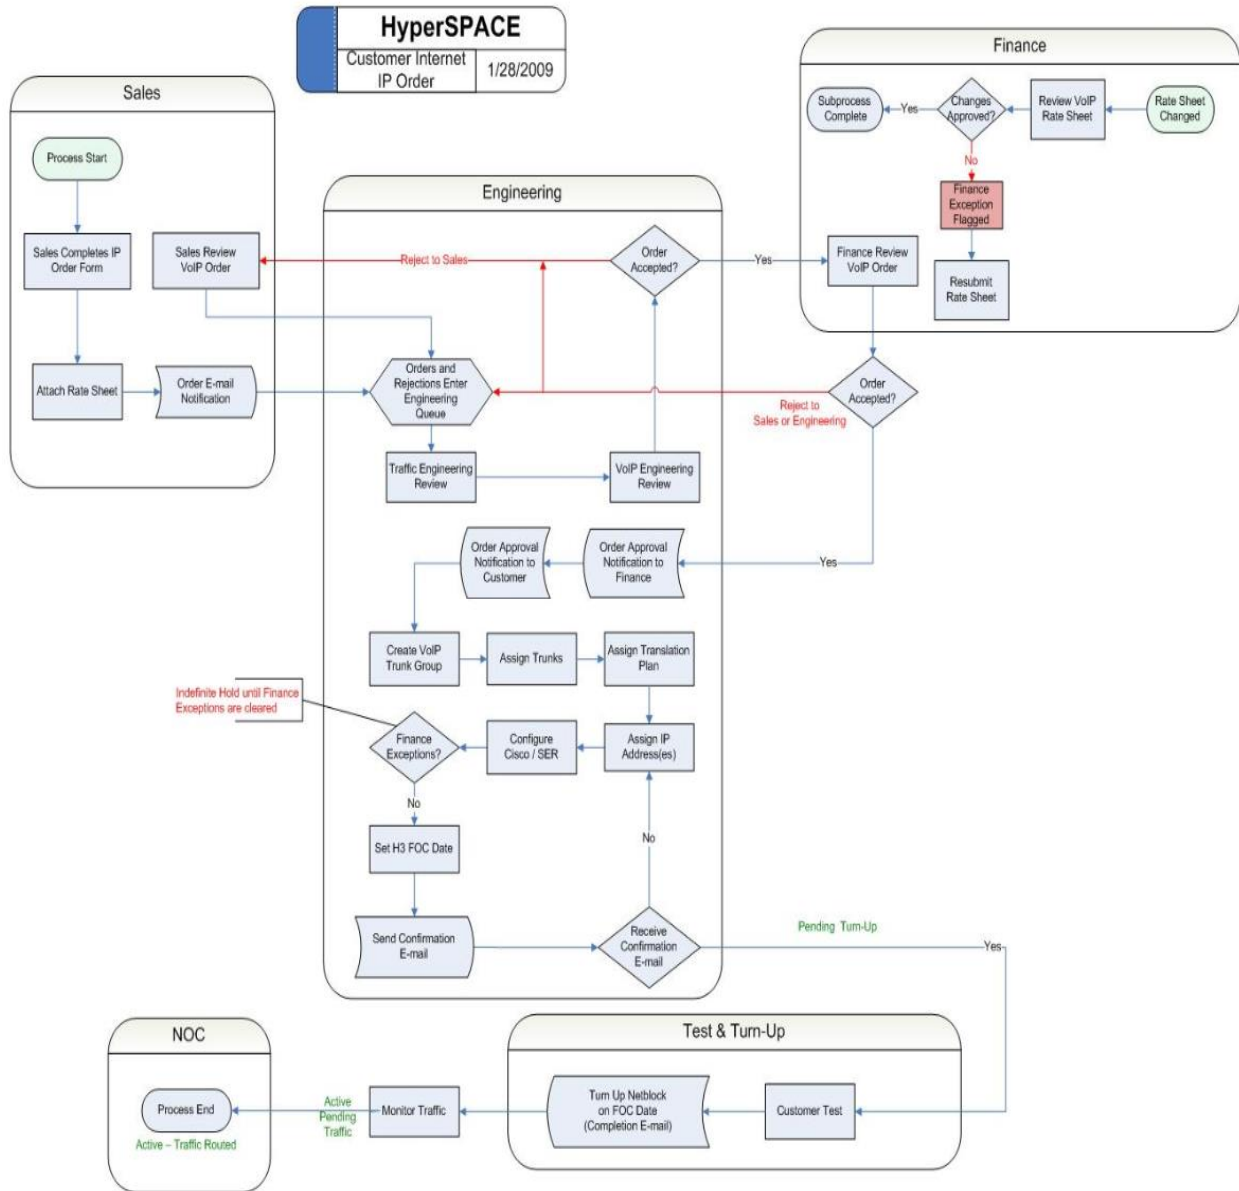 HyperSPACE
Customer Internet
IP Order
1/28/2009
Sales
Process Start
Sales Completes IP
Order Form
Sales Review
VoIP Order
Attach Rate Sheet
Order E-mail
Notification
Engineering
Order
Accepted?
Reject to Sales
Yes
Orders and
Rejections Enter
Engineering
Queue
Traffic Engineering
Review
VoIP Engineering
Review
Finance
Subprocess
Complete
Yes
Changes
Approved?
Review VoIP
Rate Sheet
Rate Sheet
Changed
No
Finance
Exception
Flagged
Resubmit
Rate Sheet
Finance Review
VoIP Order
Order
Accepted?
Reject to
Sales or Engineering
Yes
Order Approval
Notification to
Finance
Order Approval
Notification to
Customer
Create VoIP
Trunk Group
Assign Trunks
Assign Translation
Plan
Assign IP
Address(es)
Configure
Cisco / SER
Finance
Exceptions?
Indefinite Hold until Finance
Exceptions are cleared
No
Set H3 FOC Date
Send Confirmation
E-mail
Receive
Confirmation
E-mail
No
Pending Turn-Up
Yes
Test & Turn-Up
Customer Test
Turn Up Netblock
on FOC Date
(Completion E-mail)
Monitor Traffic
Active
Pending
Traffic
NOC
Process End
Active – Traffic Routed